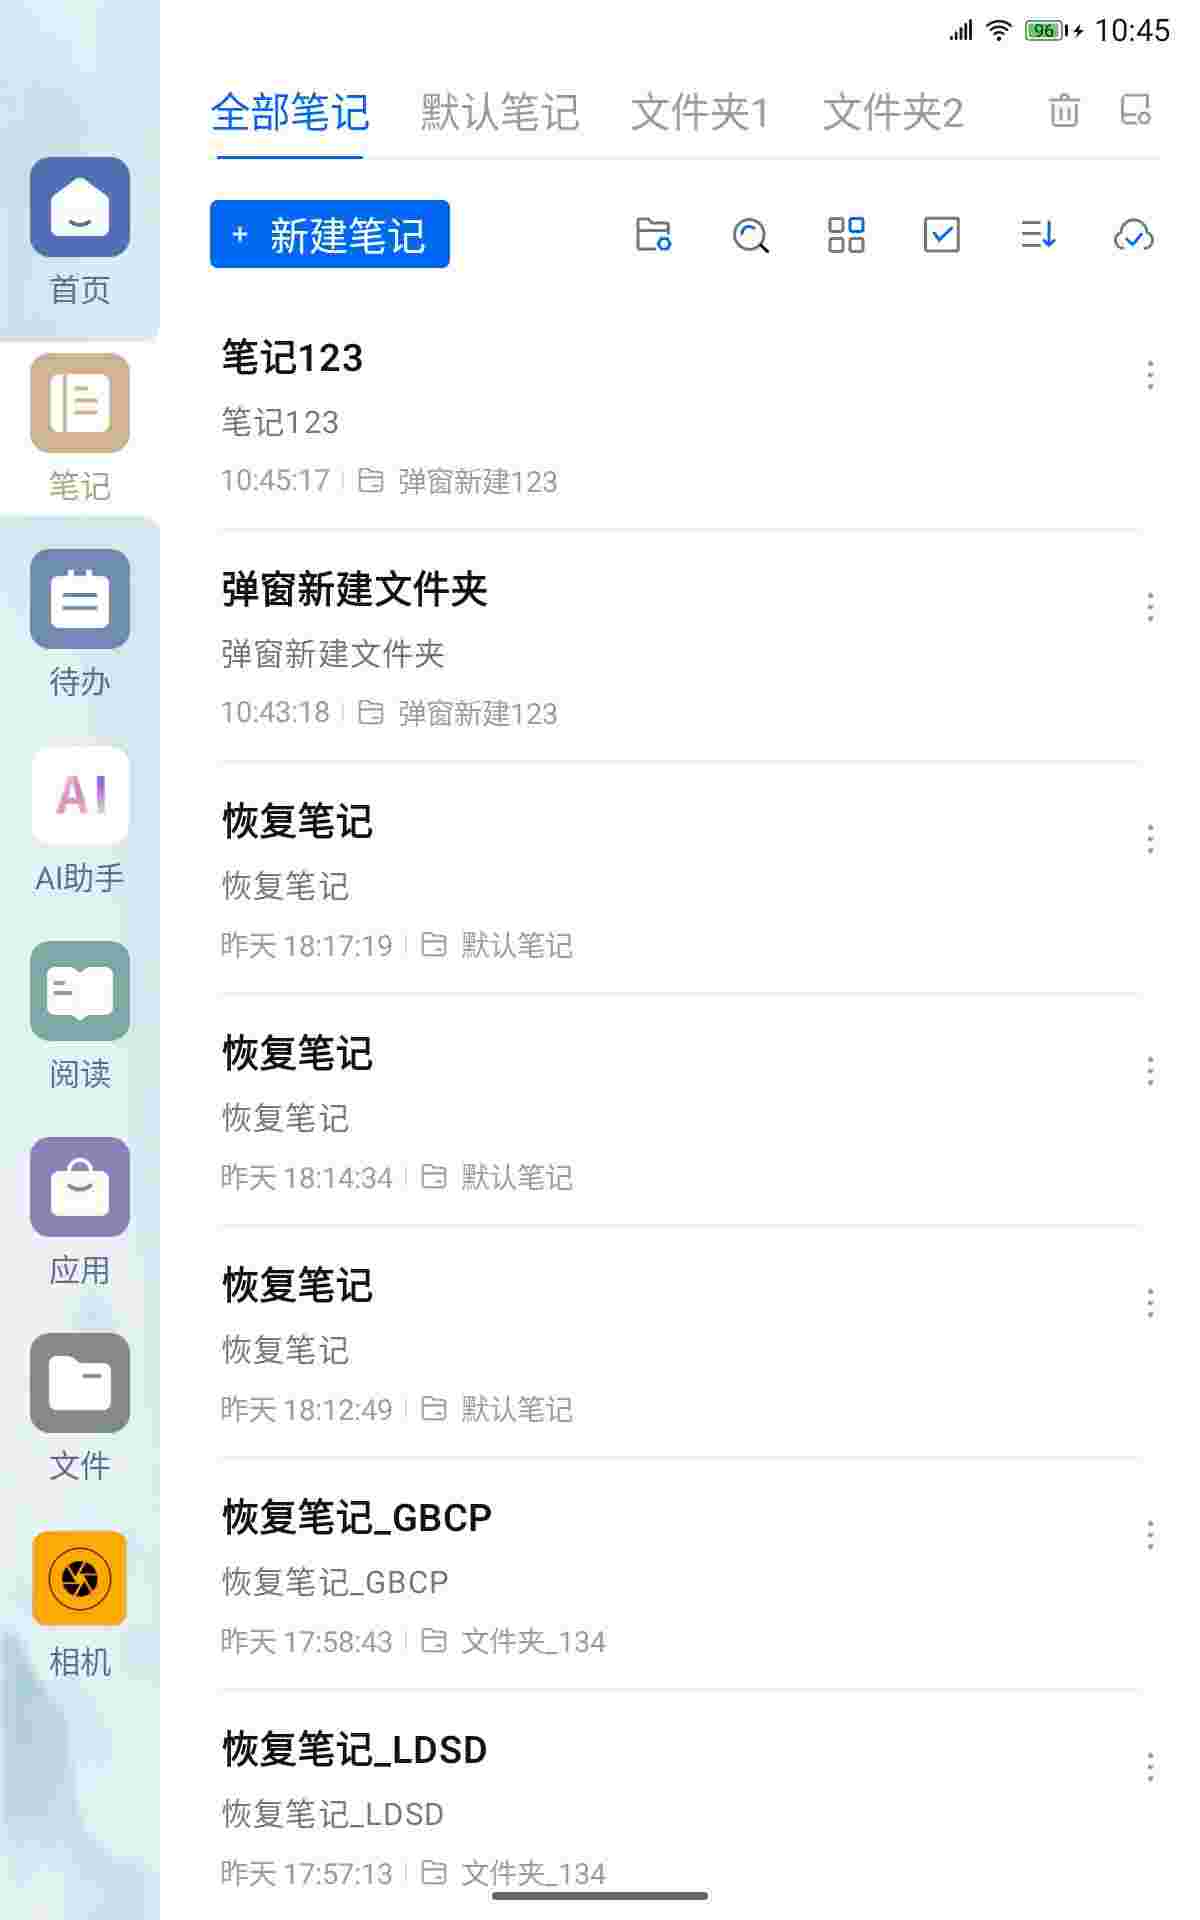 96 10:45
全部笔记 默认笔记 文件夹1 文件夹2
+ 新建笔记
首页
笔记
待办
AI
AI助手
阅读
应用
文件
相机
笔记123
笔记123
10:45:17 弹窗新建123
弹窗新建文件夹
弹窗新建文件夹
10:43:18 弹窗新建123
恢复笔记
恢复笔记
昨天 18:17:19 默认笔记
恢复笔记
恢复笔记
昨天 18:14:34 默认笔记
恢复笔记
恢复笔记
昨天 18:12:49 默认笔记
恢复笔记_GBCP
恢复笔记_GBCP
昨天 17:58:43 文件夹_134
恢复笔记_LDSD
恢复笔记_LDSD
昨天 17:57:13 文件夹_134